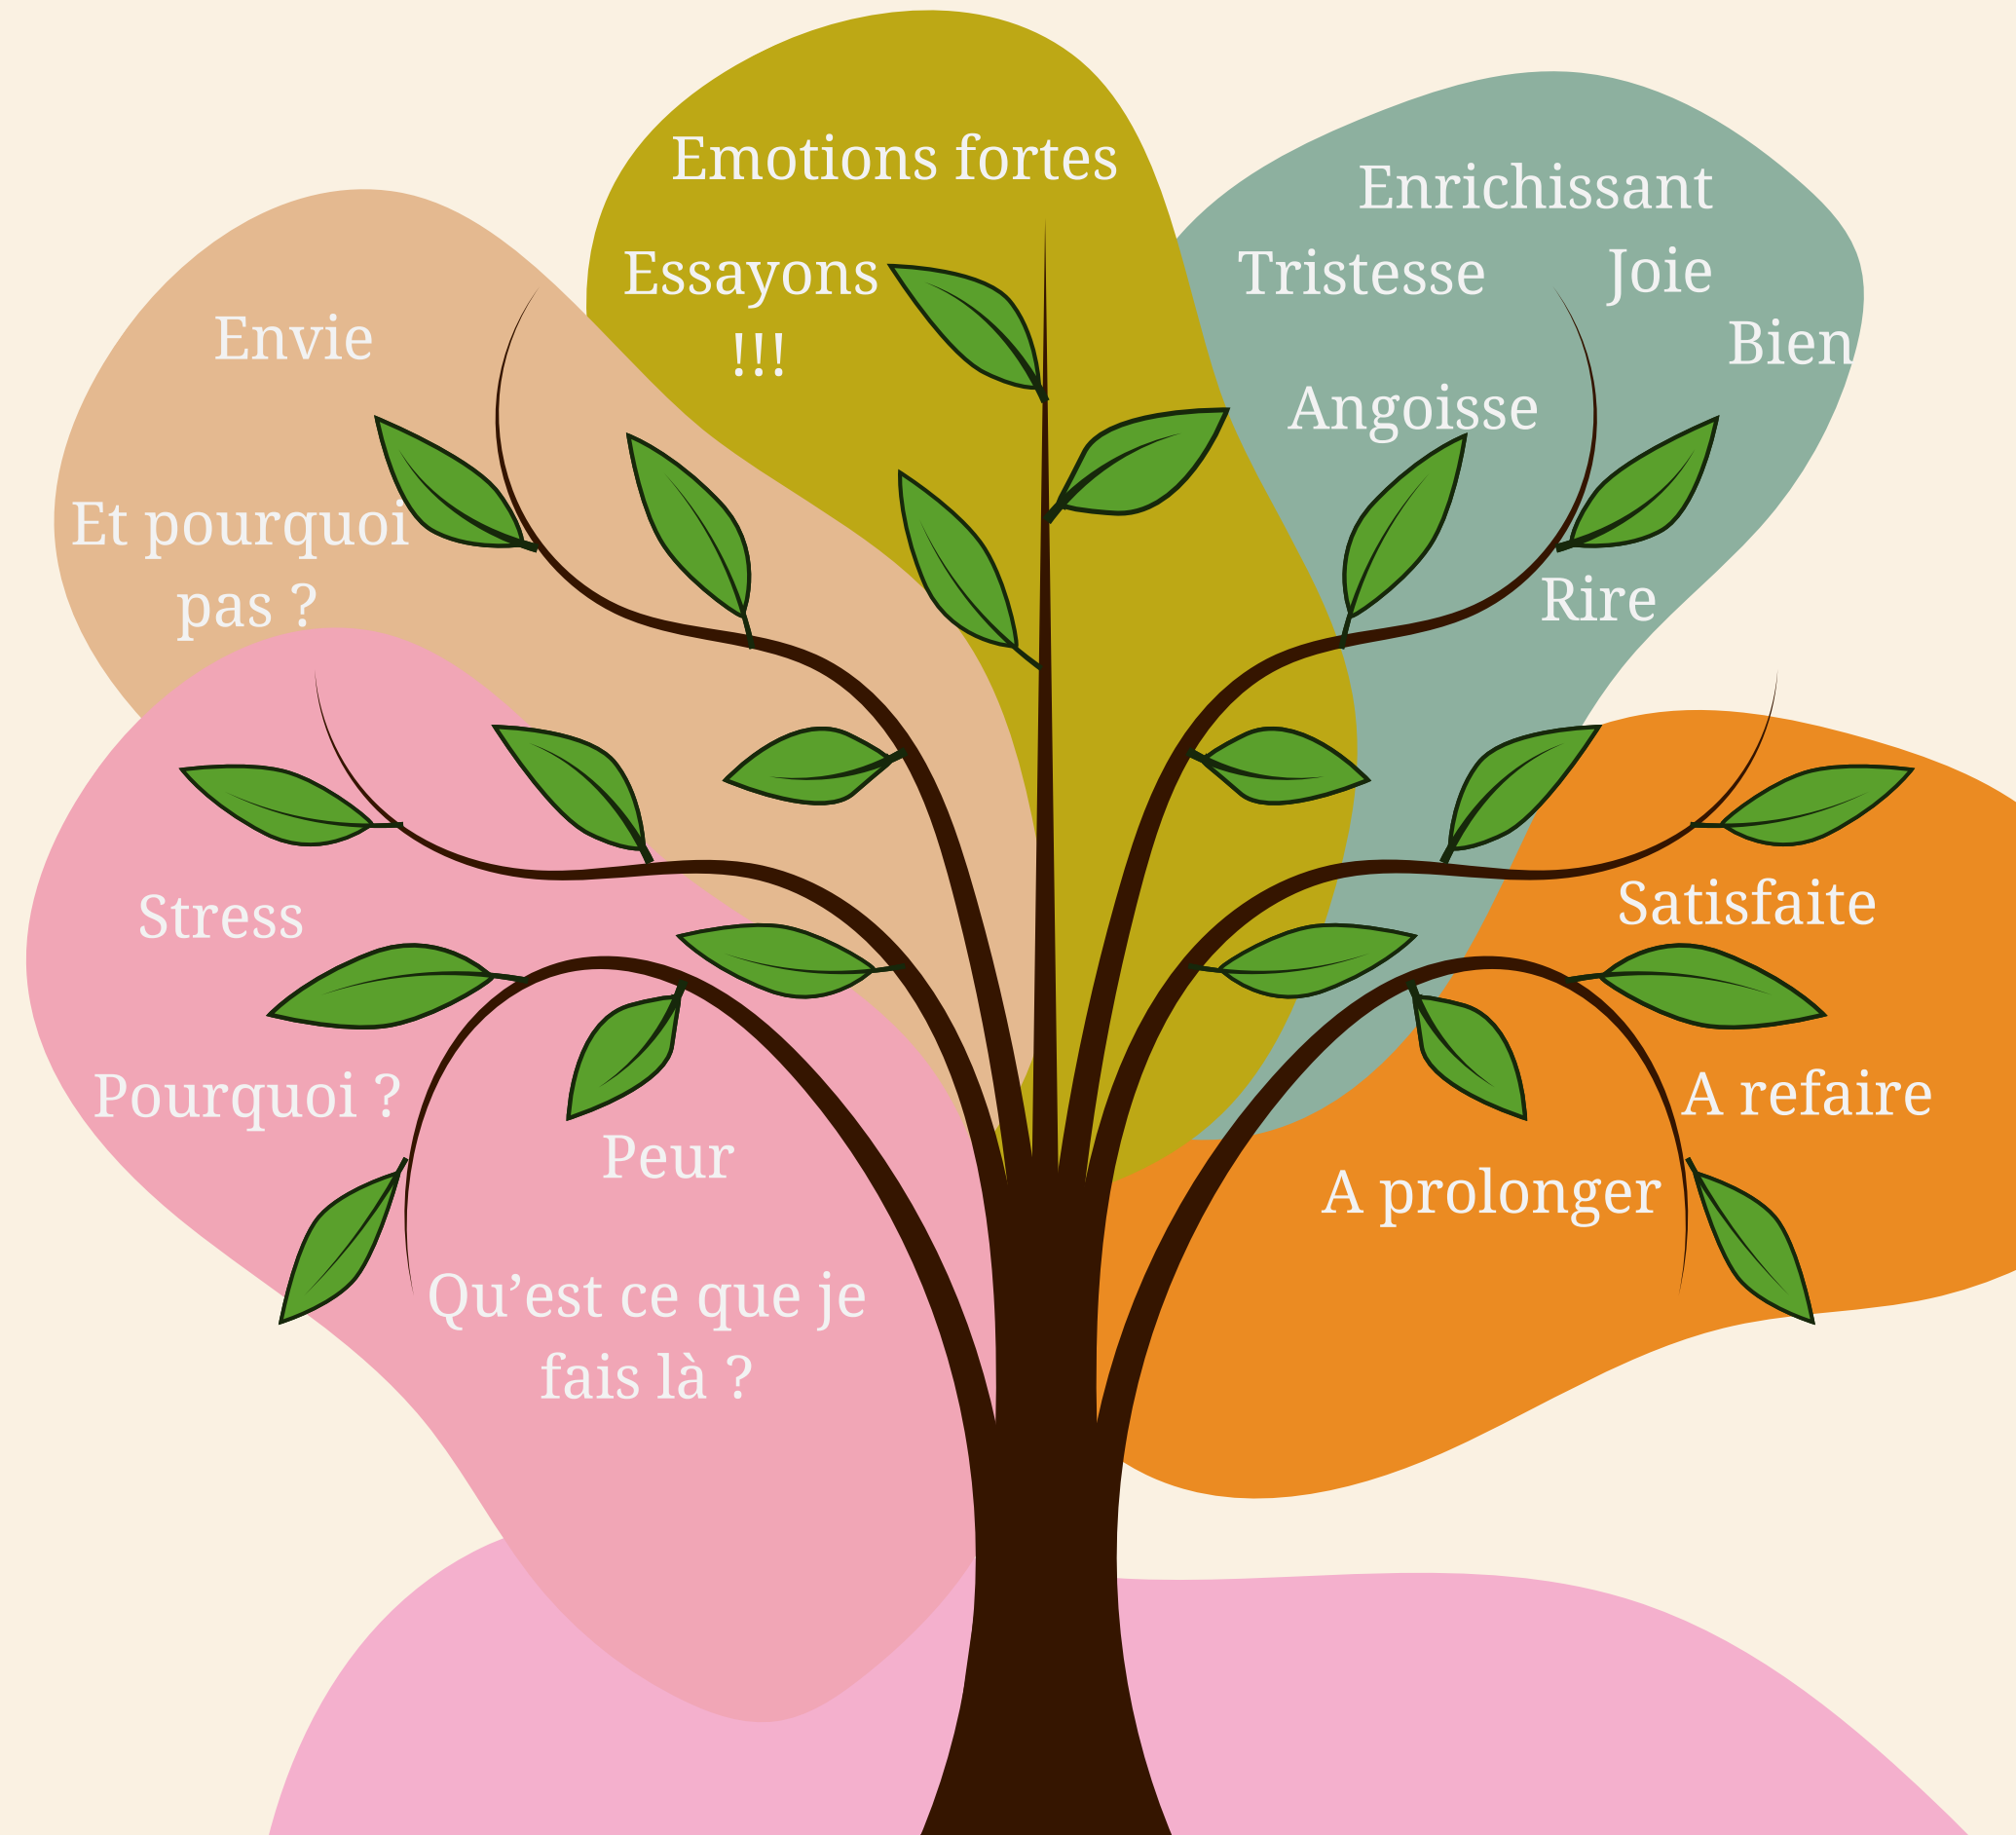 Emotions fortes
Essayons
!!!
Enrichissant
Tristesse
Joie
Bien
Angoisse
Rire
Envie
Et pourquoi
pas ?
Stress
Pourquoi ?
Peur
Qu’est ce que je
fais là ?
Satisfaite
A refaire
A prolonger